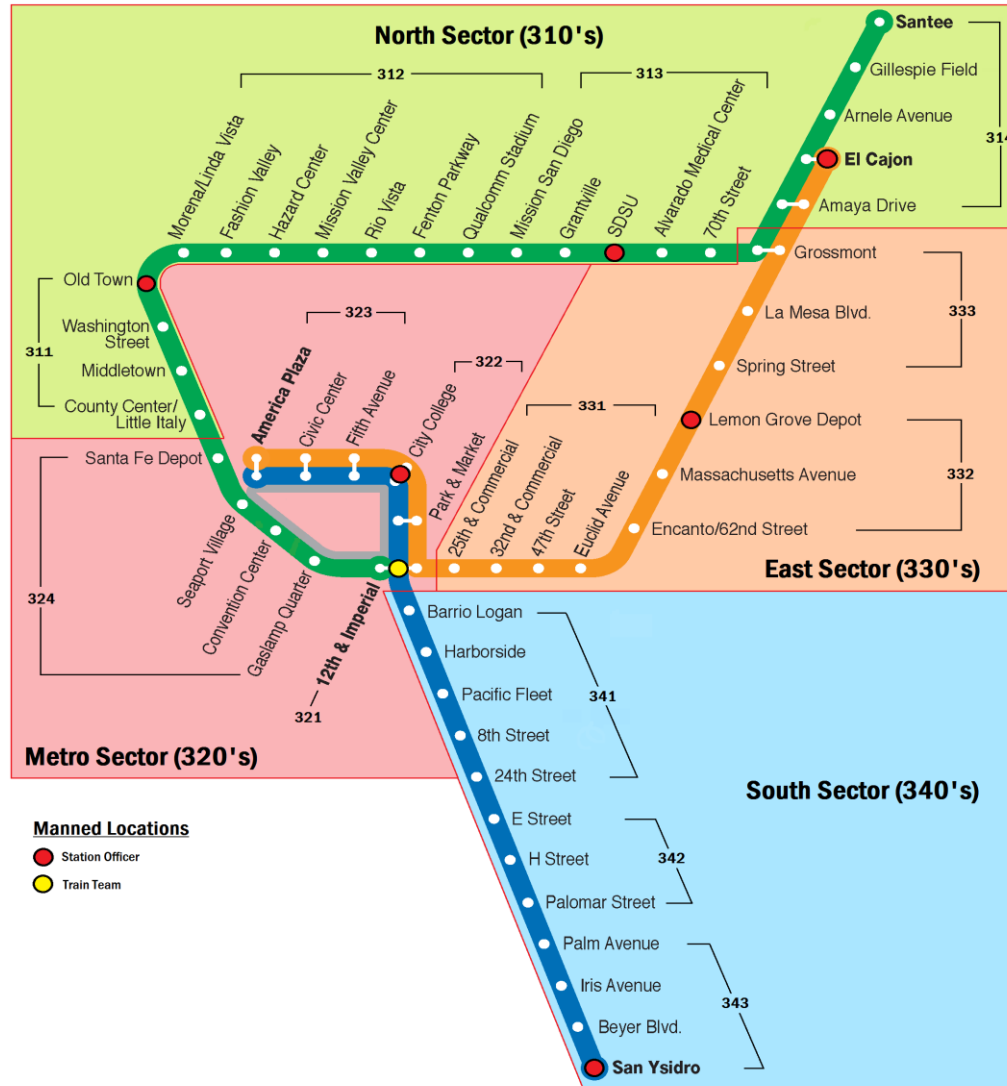 North Sector (310's)
312
313
314
Santee
Gillespie Field
Arnele Avenue
El Cajon
Amaya Drive
Morena/Linda Vista
Fashion Valley
Hazard Center
Mission Valley Center
Rio Vista
Fenton Parkway
Qualcomm Stadium
Mission San Diego
Grantville
SDSU
Alvarado Medical Center
70th Street
Grossmont
Old Town
Washington
Street
Middletown
County Center/
Little Italy
311
323
322
331
333
La Mesa Blvd.
Spring Street
Lemon Grove Depot
Massachusetts Avenue
332
Encanto/62nd Street
East Sector (330's)
America Plaza
Civic Center
Fifth Avenue
City College
Park & Market
25th & Commercial
32nd & Commercial
47th Street
Euclid Avenue
Santa Fe Depot
Seaport Village
Convention Center
Gaslamp Quarter
12th & Imperial
324
321
Metro Sector (320's)
Barrio Logan
Harborside
Pacific Fleet
341
8th Street
24th Street
South Sector (340's)
E Street
H Street
342
Palomar Street
Palm Avenue
Iris Avenue
343
Beyer Blvd.
San Ysidro
Manned Locations
Station Officer
Train Team